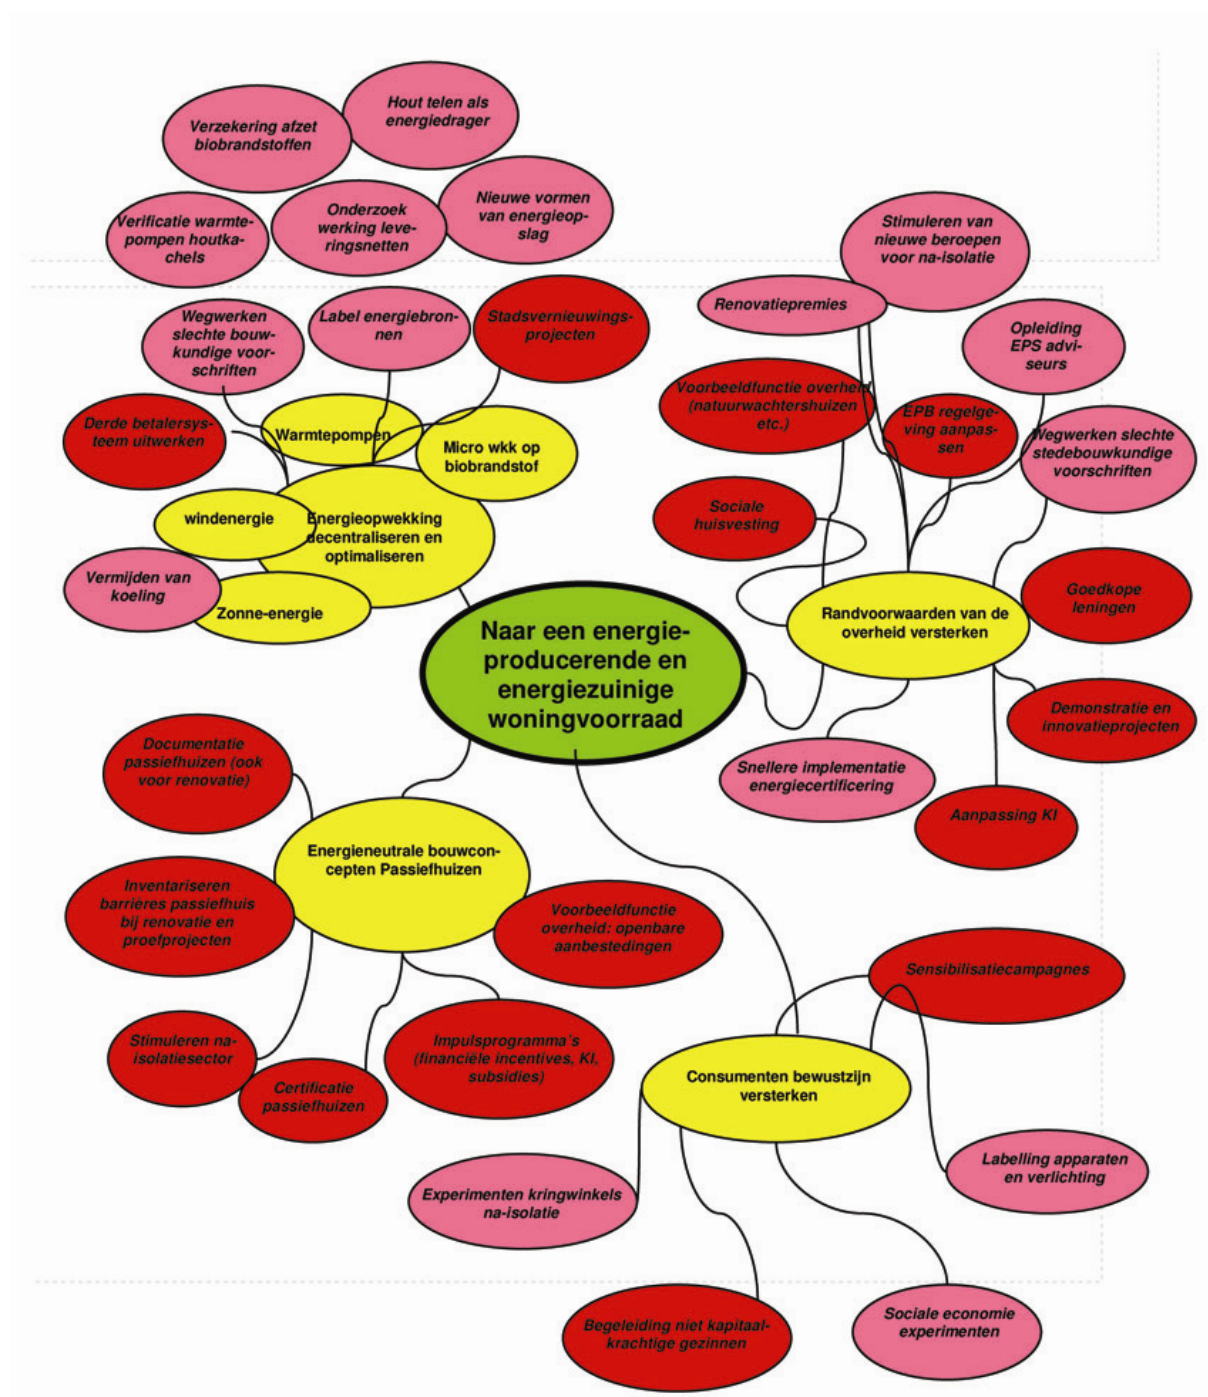 Hout telen als
energiedrager
Verzekering afzet
biobrandstoffen
Nieuwe vormen
van energieop-
slag
Onderzoek
werking leve-
ringsnetten
Verificatie warmte-
pompen houtka-
chels
Stimuleren van
nieuwe beroepen
voor na-isolatie
Renovatiepremies
Wegwerken
slechte bouw-
kundige voor-
schriften
Label energiebron-
nen
Stadsvernieuwings-
projecten
Opleiding
EPS advi-
seurs
Voorbeeldfunctie overheid
(natuurwachtershuizen
etc.)
EPB regelge-
ving aanpas-
sen
Derde betalersys-
teem uitwerken
Warmtepompen
Micro wkk op
biobrandstof
Wegwerken slechte
stedebouwkundige
voorschriften
windenergie
Energieopwekking
decentraliseren en
optimaliseren
Sociale
huisvesting
Vermijden van
koeling
Zonne-energie
Goedkope
leningen
Randvoorwaarden van de
overheid versterken
Naar een energie-
producerende en
energiezuinige
woningvoorraad
Demonstratie en
innovatieprojecten
Documentatie
passiefhuizen (ook
voor renovatie)
Snellere implementatie
energiecertificering
Aanpassing KI
Energieneutrale bouwcon-
cepten Passiefhuizen
Inventariseren
barrières passiefhuis
bij renovatie en
proefprojecten
Voorbeeldfunctie
overheid: openbare
aanbestedingen
Sensibilisatiecampagnes
Stimuleren na-
isolatiesector
Impulsprogramma's
(financiële incentives, KI,
subsidies)
Certificatie
passiefhuizen
Consumenten bewustzijn
versterken
Labelling apparaten
en verlichting
Experimenten kringwinkels
na-isolatie
Begeleiding niet kapitaal-
krachtige gezinnen
Sociale economie
experimenten